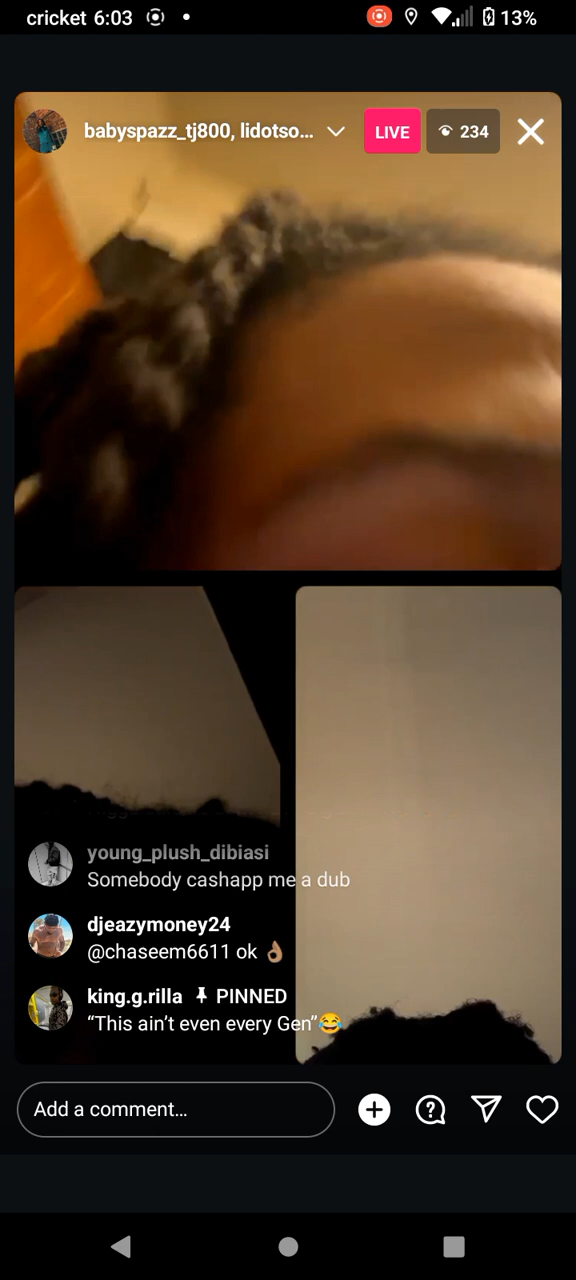 cricket 6:03 13%
babyspazz_tj800, lidotso... LIVE 234
young_plush_dibiasi
Somebody cashapp me a dub
djeazymoney24
@chaseem6611 ok 👌🏽
king.g.rilla PINNED
“This ain’t even every Gen”😂
Add a comment...